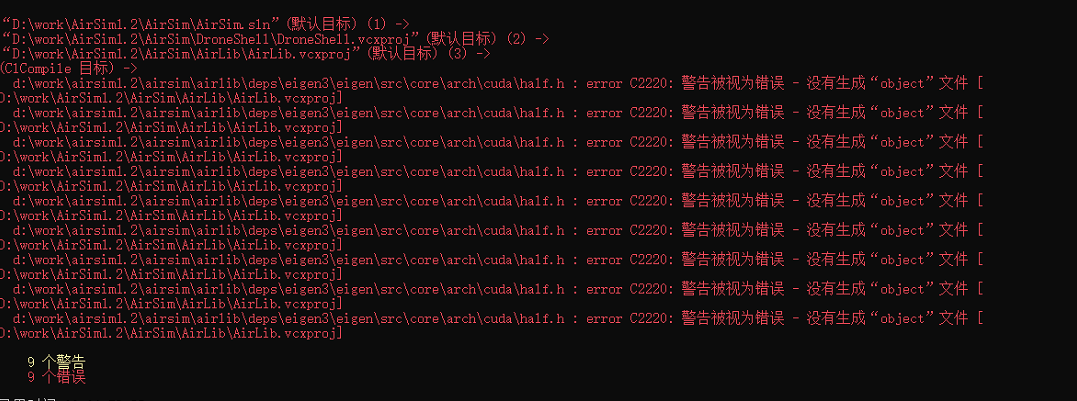 “D:\work\AirSim1.2\AirSim\AirSim.sln”(默认目标) (1) ->
“D:\work\AirSim1.2\AirSim\DroneShell\DroneShell.vcxproj”(默认目标) (2) ->
“D:\work\AirSim1.2\AirSim\AirLib\AirLib.vcxproj”(默认目标) (3) ->
(ClCompile 目标) ->
d:\work\airsim1.2\airsim\airlib\deps\eigen3\eigen\src\core\arch\cuda\half.h : error C2220: 警告被视为错误 - 没有生成“object”文件 [
D:\work\AirSim1.2\AirSim\AirLib\AirLib.vcxproj]
d:\work\airsim1.2\airsim\airlib\deps\eigen3\eigen\src\core\arch\cuda\half.h : error C2220: 警告被视为错误 - 没有生成“object”文件 [
D:\work\AirSim1.2\AirSim\AirLib\AirLib.vcxproj]
d:\work\airsim1.2\airsim\airlib\deps\eigen3\eigen\src\core\arch\cuda\half.h : error C2220: 警告被视为错误 - 没有生成“object”文件 [
D:\work\AirSim1.2\AirSim\AirLib\AirLib.vcxproj]
d:\work\airsim1.2\airsim\airlib\deps\eigen3\eigen\src\core\arch\cuda\half.h : error C2220: 警告被视为错误 - 没有生成“object”文件 [
D:\work\AirSim1.2\AirSim\AirLib\AirLib.vcxproj]
d:\work\airsim1.2\airsim\airlib\deps\eigen3\eigen\src\core\arch\cuda\half.h : error C2220: 警告被视为错误 - 没有生成“object”文件 [
D:\work\AirSim1.2\AirSim\AirLib\AirLib.vcxproj]
d:\work\airsim1.2\airsim\airlib\deps\eigen3\eigen\src\core\arch\cuda\half.h : error C2220: 警告被视为错误 - 没有生成“object”文件 [
D:\work\AirSim1.2\AirSim\AirLib\AirLib.vcxproj]
d:\work\airsim1.2\airsim\airlib\deps\eigen3\eigen\src\core\arch\cuda\half.h : error C2220: 警告被视为错误 - 没有生成“object”文件 [
D:\work\AirSim1.2\AirSim\AirLib\AirLib.vcxproj]
d:\work\airsim1.2\airsim\airlib\deps\eigen3\eigen\src\core\arch\cuda\half.h : error C2220: 警告被视为错误 - 没有生成“object”文件 [
D:\work\AirSim1.2\AirSim\AirLib\AirLib.vcxproj]
d:\work\airsim1.2\airsim\airlib\deps\eigen3\eigen\src\core\arch\cuda\half.h : error C2220: 警告被视为错误 - 没有生成“object”文件 [
D:\work\AirSim1.2\AirSim\AirLib\AirLib.vcxproj]
9 个警告
9 个错误